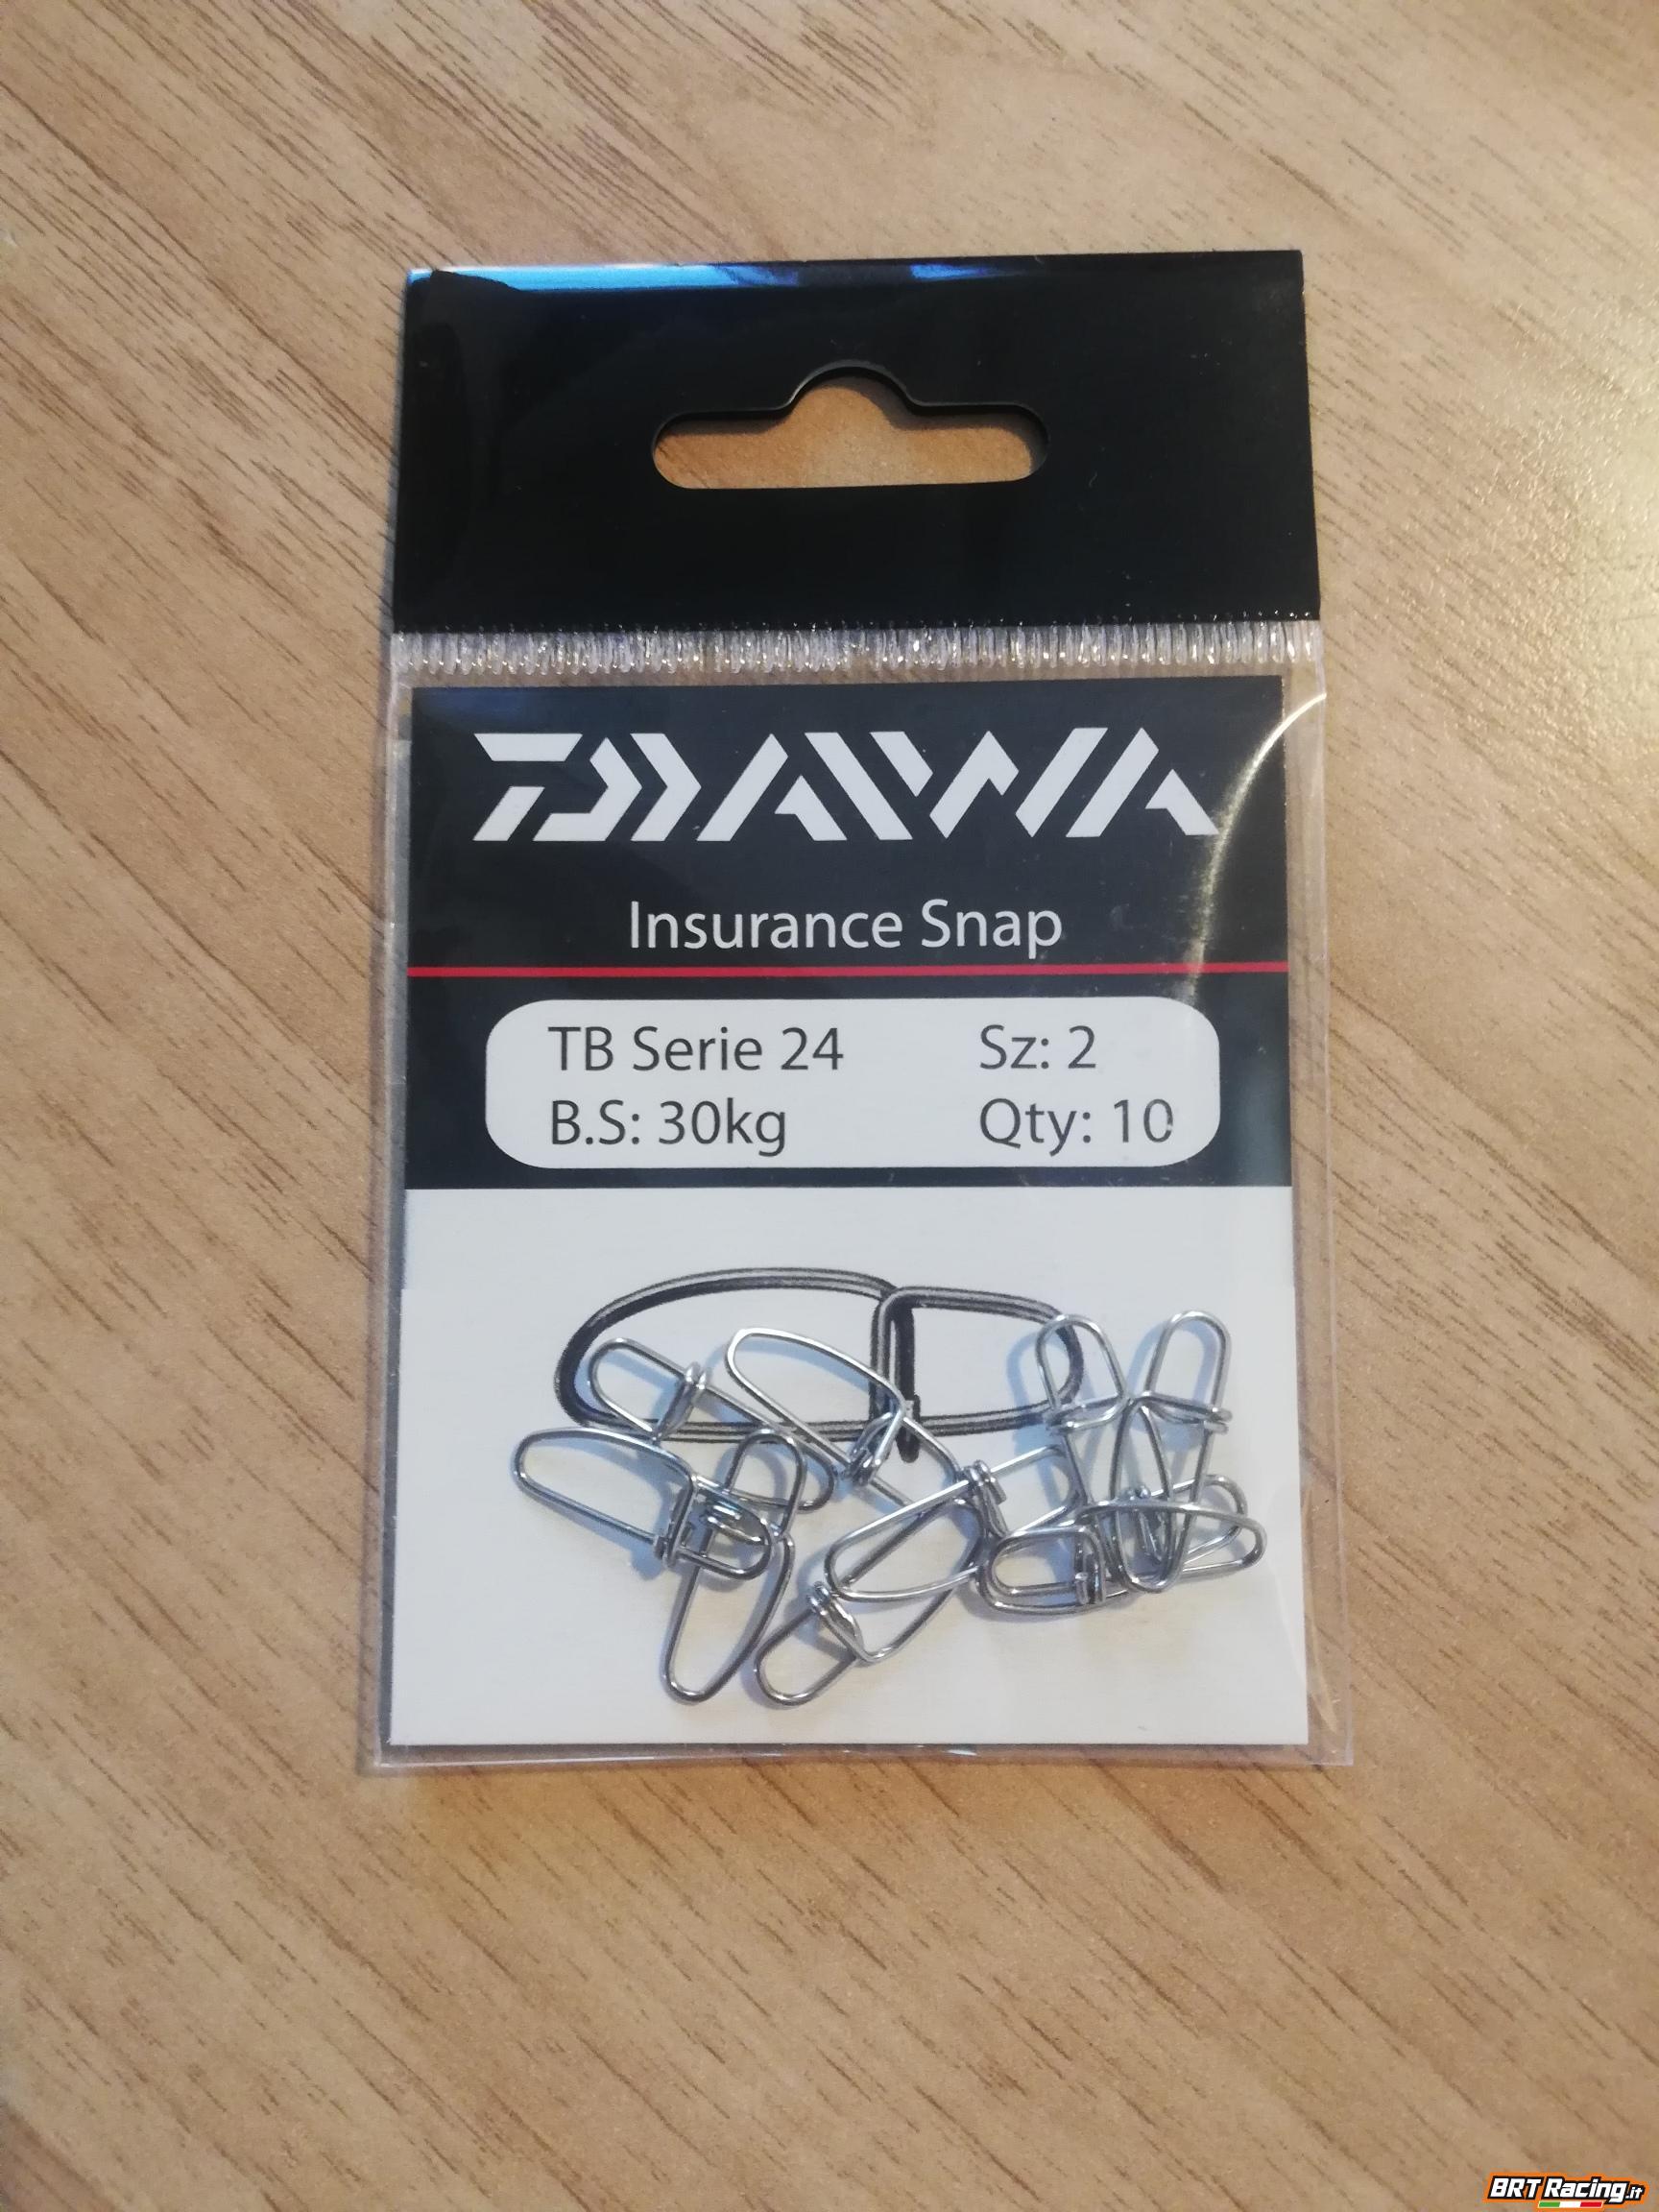 DAIWA
Insurance Snap
TB Serie 24 Sz: 2
B.S: 30kg Qty: 10
BRT Racing.it